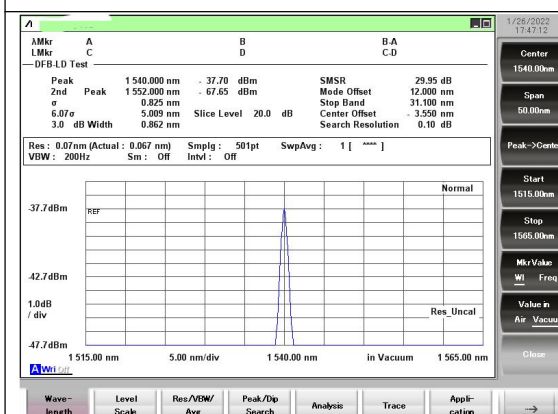 1/26/2022
17:47:12
λMkr A B B-A
LMkr C D C-D
DFB-LD Test
Peak 1 540.000 nm - 37.70 dBm SMSR 29.95 dB
2nd Peak 1 552.000 nm - 67.65 dBm Mode Offset 12.000 nm
σ 0.825 nm Stop Band 31.100 nm
6.07σ 5.009 nm Slice Level 20.0 dB Center Offset - 3.550 nm
3.0 dB Width 0.862 nm Search Resolution 0.10 dB
Res : 0.07nm (Actual : 0.067 nm) Smplg : 501pt SwpAvg : 1 [ **** ]
VBW : 200Hz Sm : Off Intvl : Off
Normal
-37.7dBm
REF
-42.7dBm
1.0dB
/ div
Res_Uncal
-47.7dBm
1 515.00 nm 5.00 nm/div 1 540.00 nm in Vacuum 1 565.00 nm
A Wri Off
Center
1540.00nm
Span
50.00nm
Peak->Cente
Start
1515.00nm
Stop
1565.00nm
MkrValue
Wl Freq
Value in
Air Vacuu
Close
Wave-
length
Level
Scale
Res/VBW/
Avg
Peak/Dip
Search
Analysis
Trace
Appli-
cation